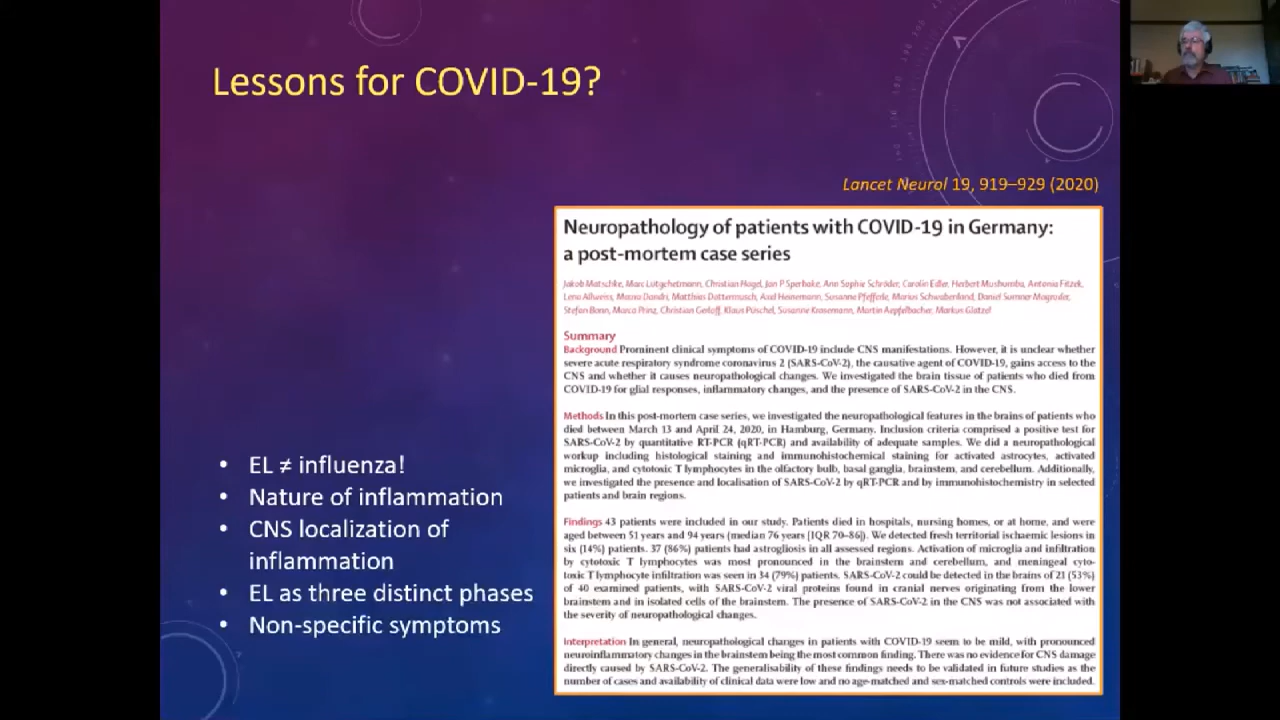 Lessons for COVID-19?
Lancet Neurol 19, 919–929 (2020)
Neuropathology of patients with COVID-19 in Germany:
a post-mortem case series
Jakob Matschke, Marc Lütgehetmann, Christian Hagel, Jan P Sperhake, Ann Sophie Schröder, Carolin Edler, Herbert Mushumba, Antonia Fitzek,
Lena Allweiss, Maura Dandri, Matthias Dottermusch, Axel Heinemann, Susanne Pfefferle, Marius Schwabenland, Daniel Sumner Magruder,
Stefan Bonn, Marco Prinz, Christian Gerloff, Klaus Püschel, Susanne Krasemann, Martin Aepfelbacher, Markus Glatzel
Summary
Background Prominent clinical symptoms of COVID-19 include CNS manifestations. However, it is unclear whether
severe acute respiratory syndrome coronavirus 2 (SARS-CoV-2), the causative agent of COVID-19, gains access to the
CNS and whether it causes neuropathological changes. We investigated the brain tissue of patients who died from
COVID-19 for glial responses, inflammatory changes, and the presence of SARS-CoV-2 in the CNS.
Methods In this post-mortem case series, we investigated the neuropathological features in the brains of patients who
died between March 13 and April 24, 2020, in Hamburg, Germany. Inclusion criteria comprised a positive test for
SARS-CoV-2 by quantitative RT-PCR (qRT-PCR) and availability of adequate samples. We did a neuropathological
workup including histological staining and immunohistochemical staining for activated astrocytes, activated
microglia, and cytotoxic T lymphocytes in the olfactory bulb, basal ganglia, brainstem, and cerebellum. Additionally,
we investigated the presence and localisation of SARS-CoV-2 by qRT-PCR and by immunohistochemistry in selected
patients and brain regions.
Findings 43 patients were included in our study. Patients died in hospitals, nursing homes, or at home, and were
aged between 51 years and 94 years (median 76 years [IQR 70–86]). We detected fresh territorial ischaemic lesions in
six (14%) patients. 37 (86%) patients had astrogliosis in all assessed regions. Activation of microglia and infiltration
by cytotoxic T lymphocytes was most pronounced in the brainstem and cerebellum, and meningeal cyto-
toxic T lymphocyte infiltration was seen in 34 (79%) patients. SARS-CoV-2 could be detected in the brains of 21 (53%)
of 40 examined patients, with SARS-CoV-2 viral proteins found in cranial nerves originating from the lower
brainstem and in isolated cells of the brainstem. The presence of SARS-CoV-2 in the CNS was not associated with
the severity of neuropathological changes.
Interpretation In general, neuropathological changes in patients with COVID-19 seem to be mild, with pronounced
neuroinflammatory changes in the brainstem being the most common finding. There was no evidence for CNS damage
directly caused by SARS-CoV-2. The generalisability of these findings needs to be validated in future studies as the
number of cases and availability of clinical data were low and no age-matched and sex-matched controls were included.
• EL ≠ influenza!
• Nature of inflammation
• CNS localization of
inflammation
• EL as three distinct phases
• Non-specific symptoms